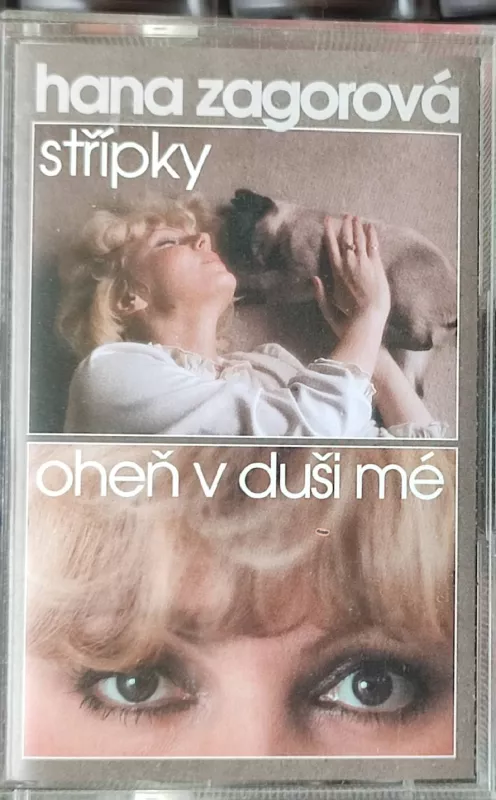 hana zagorová
střípky
oheň v duši mé